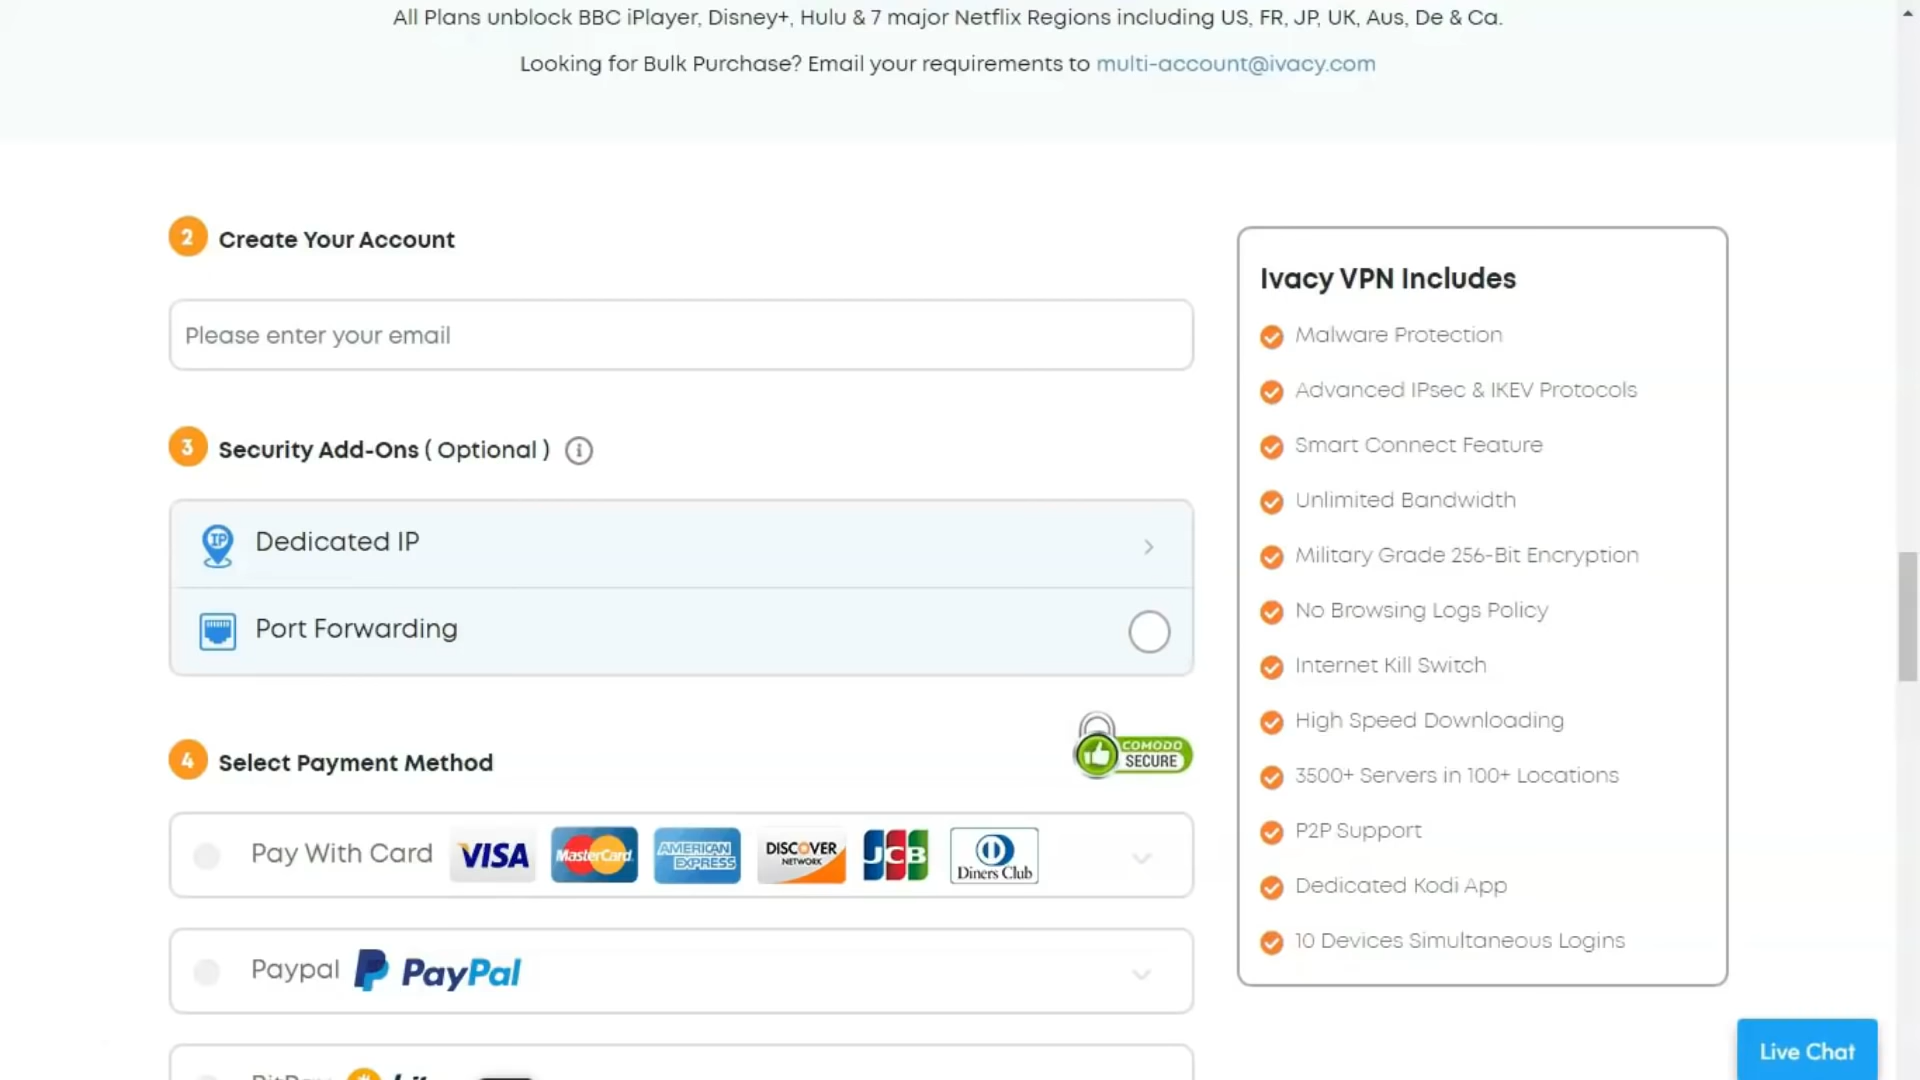 All Plans unblock BBC iPlayer, Disney+, Hulu & 7 major Netflix Regions including US, FR, JP, UK, Aus, De & Ca.
Looking for Bulk Purchase? Email your requirements to multi-account@ivacy.com
2 Create Your Account
Please enter your email
3 Security Add-Ons ( Optional ) i
IP Dedicated IP
Port Forwarding
4 Select Payment Method
COMODO
SECURE
Pay With Card VISA MasterCard AMERICAN EXPRESS DISCOVER NETWORK JCB Diners Club
Paypal PayPal
Ivacy VPN Includes
Malware Protection
Advanced IPsec & IKEV Protocols
Smart Connect Feature
Unlimited Bandwidth
Military Grade 256-Bit Encryption
No Browsing Logs Policy
Internet Kill Switch
High Speed Downloading
3500+ Servers in 100+ Locations
P2P Support
Dedicated Kodi App
10 Devices Simultaneous Logins
Live Chat